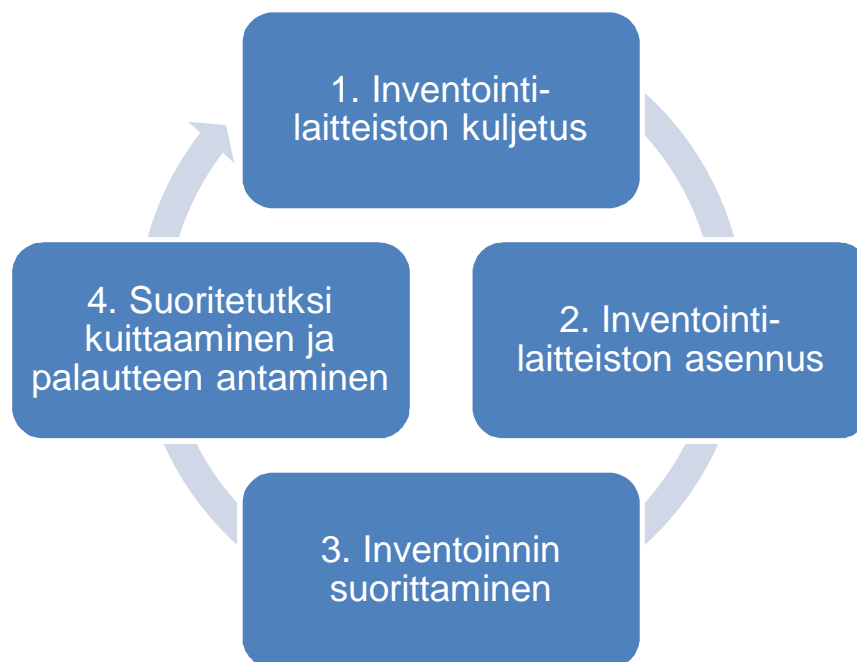 1. Inventointi-
laitteiston kuljetus
2. Inventointi-
laitteiston asennus
3. Inventoinnin
suorittaminen
4. Suoritetutksi
kuittaaminen ja
palautteen antaminen